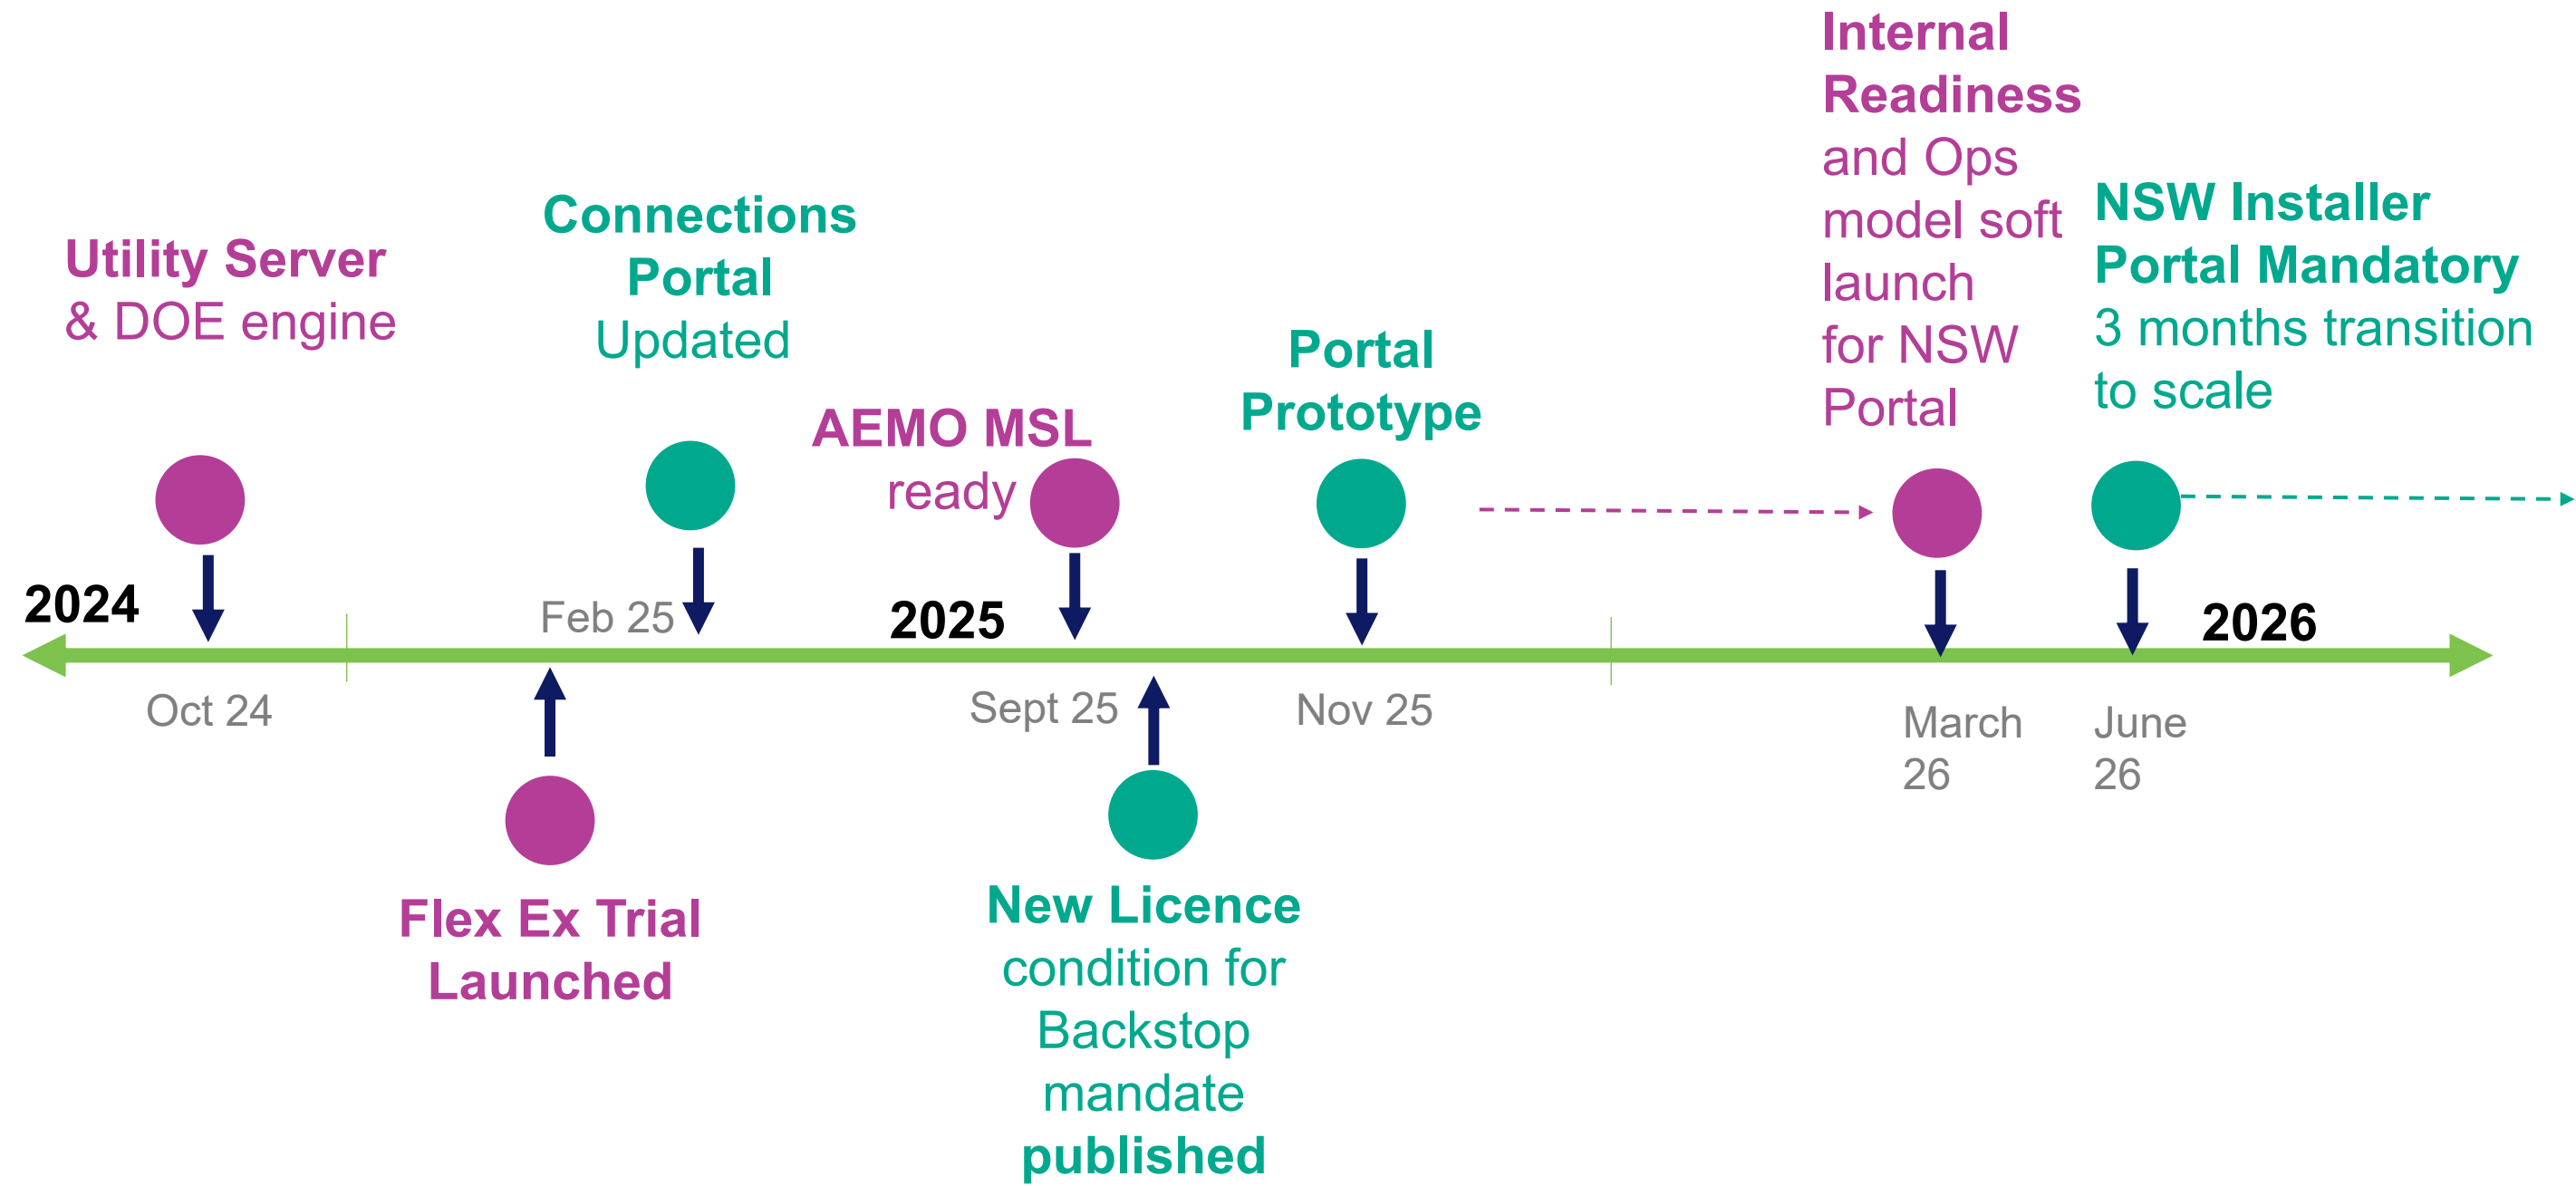 Utility Server
& DOE engine
Connections
Portal
Updated
AEMO MSL
ready
Portal
Prototype
Internal
Readiness
and Ops
model soft
launch
for NSW
Portal
NSW Installer
Portal Mandatory
3 months transition
to scale
2024
Feb 25
2025
2026
Oct 24
Sept 25
Nov 25
March
26
June
26
Flex Ex Trial
Launched
New Licence
condition for
Backstop
mandate
published